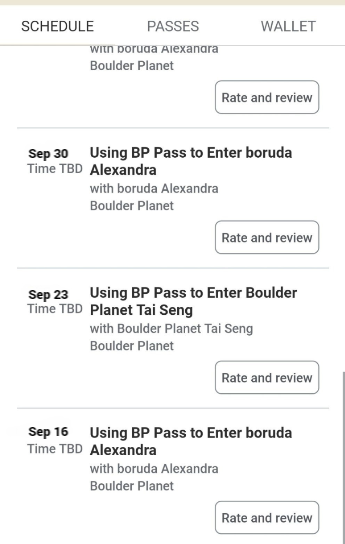 SCHEDULE PASSES WALLET
with boruda Alexandra
Boulder Planet
Rate and review
Sep 30
Time TBD
Using BP Pass to Enter boruda
Alexandra
with boruda Alexandra
Boulder Planet
Rate and review
Sep 23
Time TBD
Using BP Pass to Enter Boulder
Planet Tai Seng
with Boulder Planet Tai Seng
Boulder Planet
Rate and review
Sep 16
Time TBD
Using BP Pass to Enter boruda
Alexandra
with boruda Alexandra
Boulder Planet
Rate and review